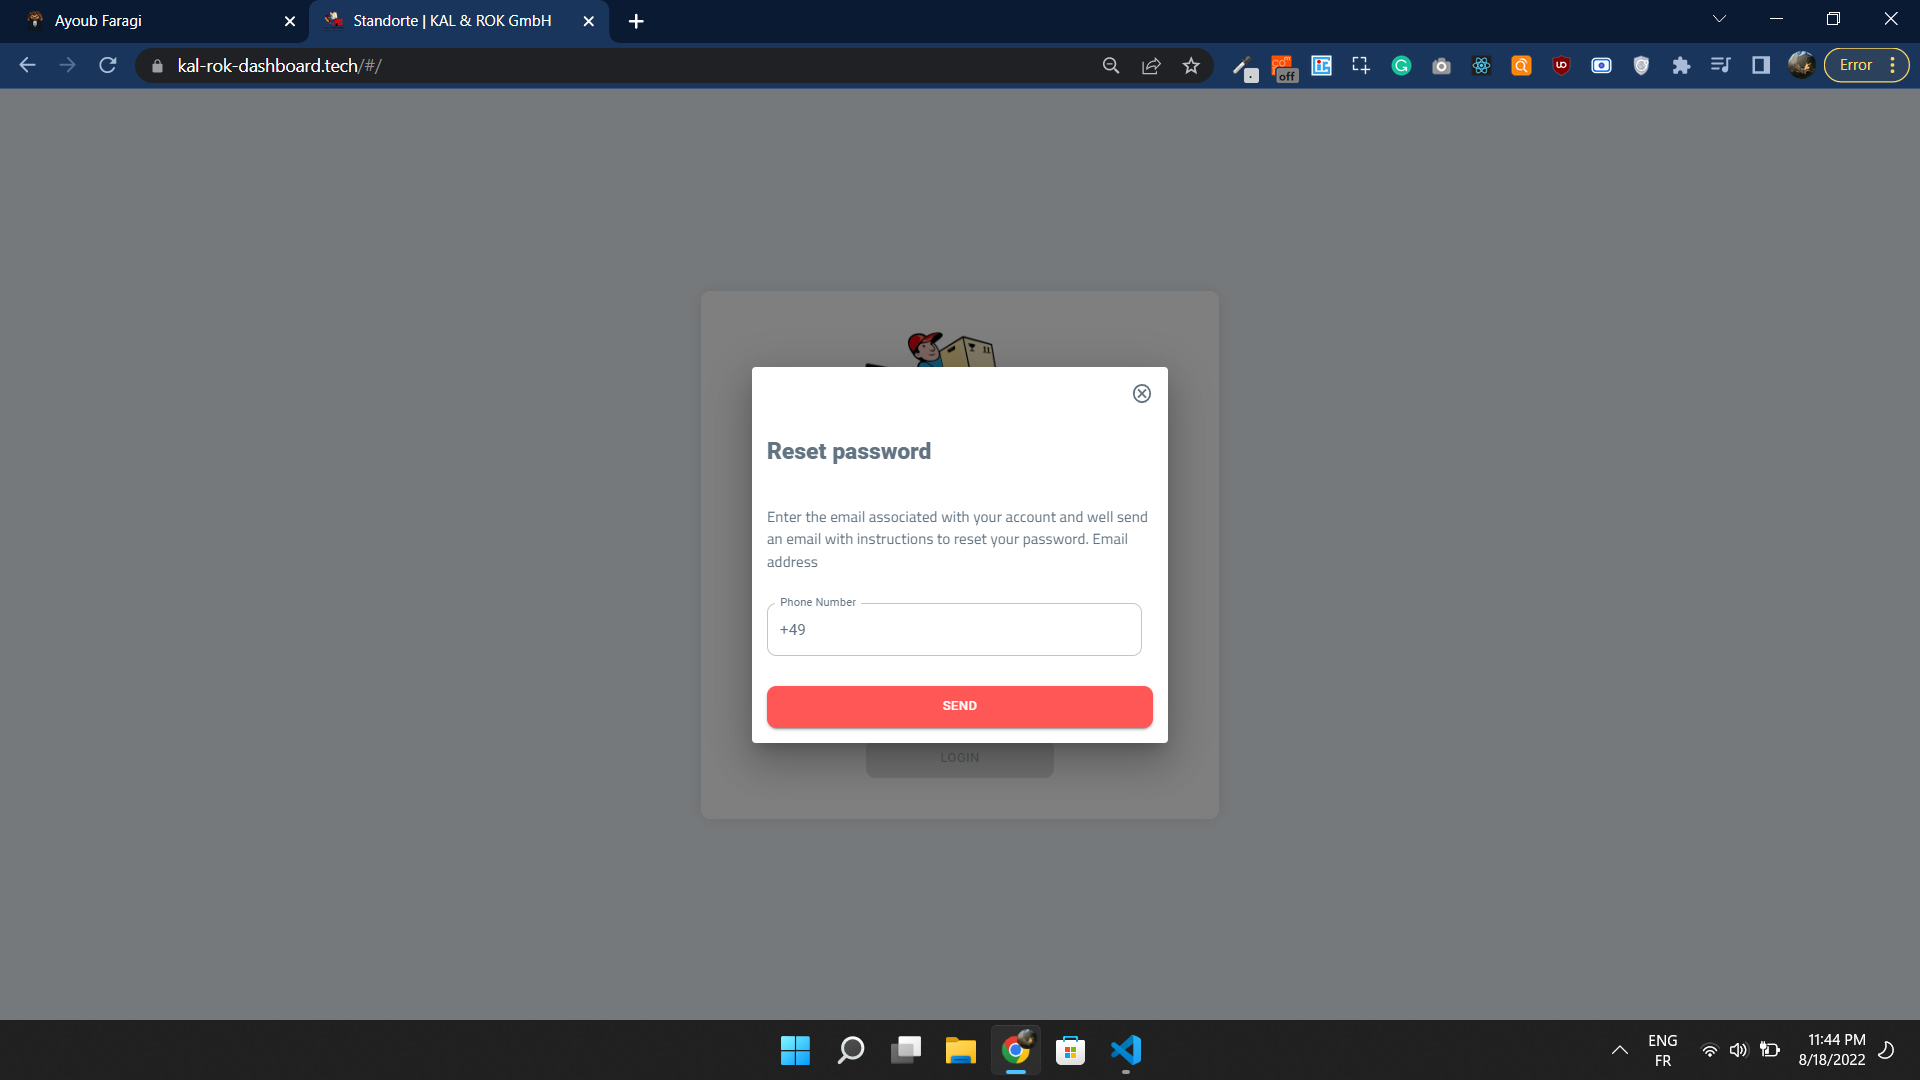 Ayoub Faragi
Standorte | KAL & ROK GmbH
kal-rok-dashboard.tech/#/
off
Error
Reset password
Enter the email associated with your account and well send
an email with instructions to reset your password. Email
address
Phone Number
+49
SEND
LOGIN
ENG
FR
11:44 PM
8/18/2022